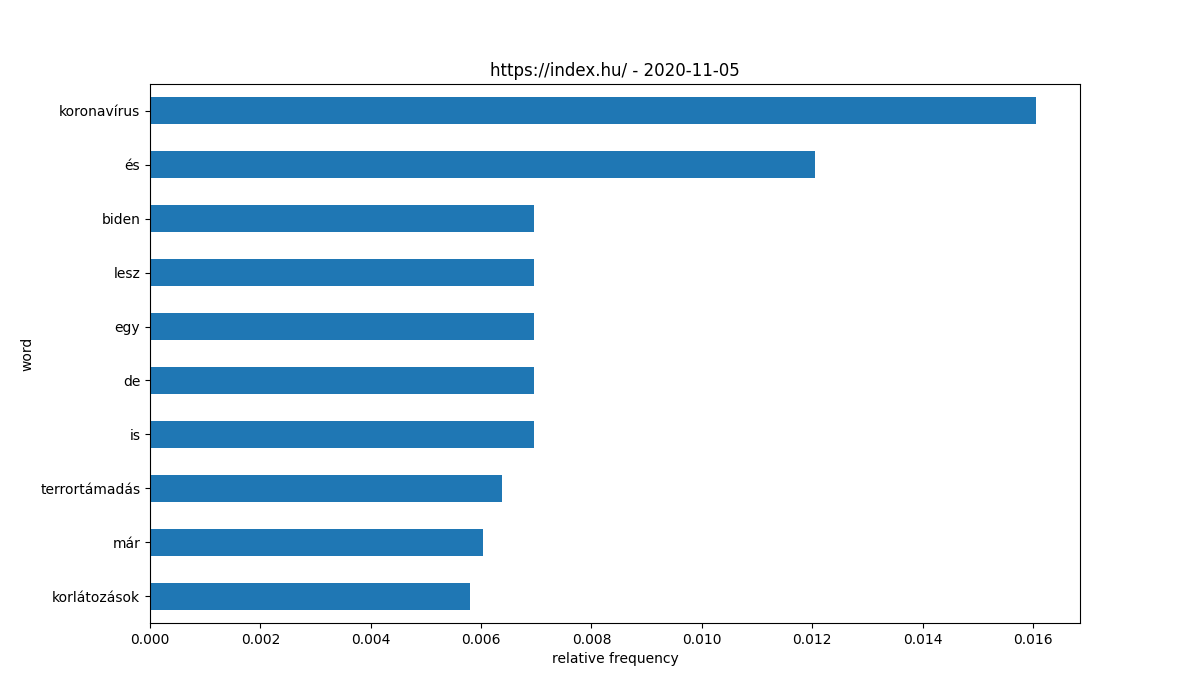 https://index.hu/ - 2020-11-05
koronavírus
és
biden
lesz
egy
de
is
terrortámadás
már
korlátozások
word
0.000 0.002 0.004 0.006 0.008 0.010 0.012 0.014 0.016
relative frequency